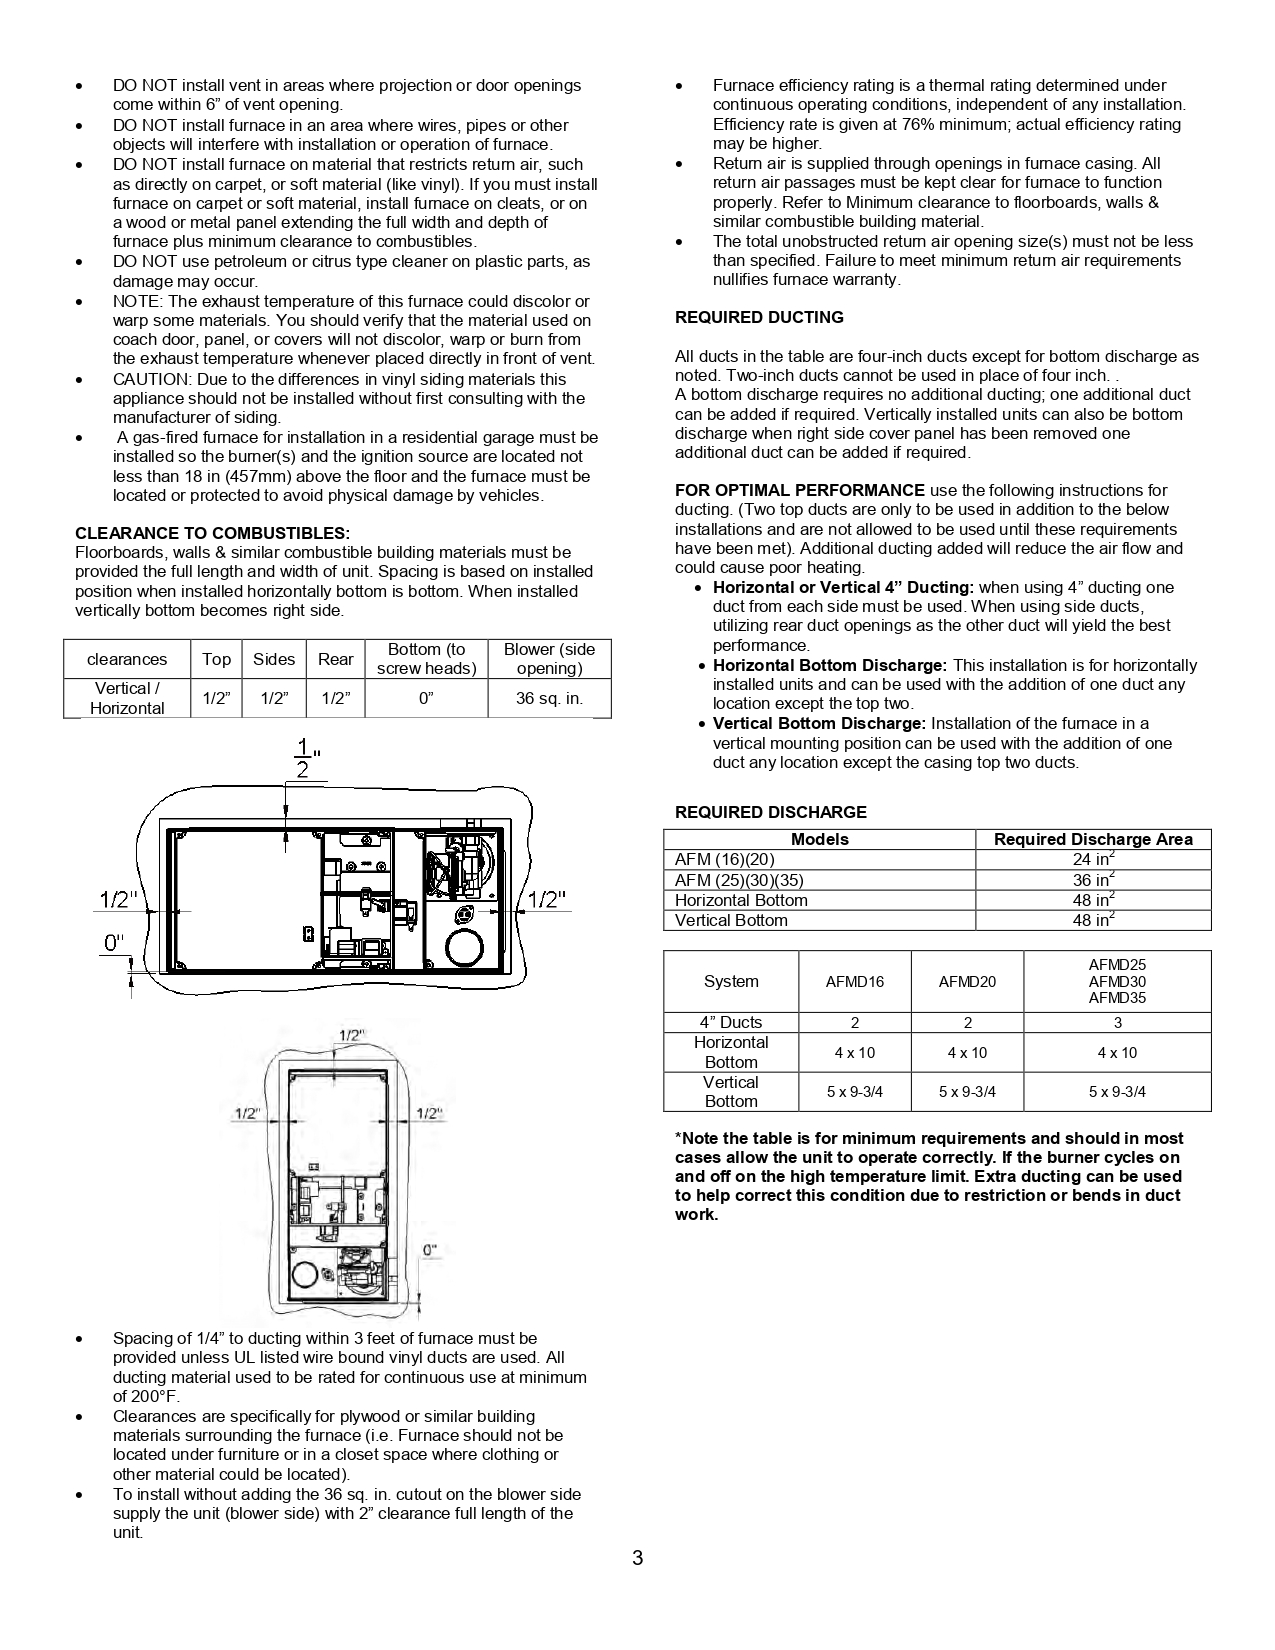 • DO NOT install vent in areas where projection or door openings
come within 6” of vent opening.
• DO NOT install furnace in an area where wires, pipes or other
objects will interfere with installation or operation of furnace.
• DO NOT install furnace on material that restricts return air, such
as directly on carpet, or soft material (like vinyl). If you must install
furnace on carpet or soft material, install furnace on cleats, or on
a wood or metal panel extending the full width and depth of
furnace plus minimum clearance to combustibles.
• DO NOT use petroleum or citrus type cleaner on plastic parts, as
damage may occur.
• NOTE: The exhaust temperature of this furnace could discolor or
warp some materials. You should verify that the material used on
coach door, panel, or covers will not discolor, warp or burn from
the exhaust temperature whenever placed directly in front of vent.
• CAUTION: Due to the differences in vinyl siding materials this
appliance should not be installed without first consulting with the
manufacturer of siding.
• A gas-fired furnace for installation in a residential garage must be
installed so the burner(s) and the ignition source are located not
less than 18 in (457mm) above the floor and the furnace must be
located or protected to avoid physical damage by vehicles.
CLEARANCE TO COMBUSTIBLES:
Floorboards, walls & similar combustible building materials must be
provided the full length and width of unit. Spacing is based on installed
position when installed horizontally bottom is bottom. When installed
vertically bottom becomes right side.
clearances Top Sides Rear Bottom (to screw heads) Blower (side opening)
Vertical / Horizontal 1/2” 1/2” 1/2” 0” 36 sq. in.
1/2"
1/2" 1/2"
0"
1/2"
1/2" 1/2"
0"
• Spacing of 1/4” to ducting within 3 feet of furnace must be
provided unless UL listed wire bound vinyl ducts are used. All
ducting material used to be rated for continuous use at minimum
of 200°F.
• Clearances are specifically for plywood or similar building
materials surrounding the furnace (i.e. Furnace should not be
located under furniture or in a closet space where clothing or
other material could be located).
• To install without adding the 36 sq. in. cutout on the blower side
supply the unit (blower side) with 2” clearance full length of the
unit.
• Furnace efficiency rating is a thermal rating determined under
continuous operating conditions, independent of any installation.
Efficiency rate is given at 76% minimum; actual efficiency rating
may be higher.
• Return air is supplied through openings in furnace casing. All
return air passages must be kept clear for furnace to function
properly. Refer to Minimum clearance to floorboards, walls &
similar combustible building material.
• The total unobstructed return air opening size(s) must not be less
than specified. Failure to meet minimum return air requirements
nullifies furnace warranty.
REQUIRED DUCTING
All ducts in the table are four-inch ducts except for bottom discharge as
noted. Two-inch ducts cannot be used in place of four inch. .
A bottom discharge requires no additional ducting; one additional duct
can be added if required. Vertically installed units can also be bottom
discharge when right side cover panel has been removed one
additional duct can be added if required.
FOR OPTIMAL PERFORMANCE use the following instructions for
ducting. (Two top ducts are only to be used in addition to the below
installations and are not allowed to be used until these requirements
have been met). Additional ducting added will reduce the air flow and
could cause poor heating.
• Horizontal or Vertical 4” Ducting: when using 4” ducting one
duct from each side must be used. When using side ducts,
utilizing rear duct openings as the other duct will yield the best
performance.
• Horizontal Bottom Discharge: This installation is for horizontally
installed units and can be used with the addition of one duct any
location except the top two.
• Vertical Bottom Discharge: Installation of the furnace in a
vertical mounting position can be used with the addition of one
duct any location except the casing top two ducts.
REQUIRED DISCHARGE
Models Required Discharge Area
AFM (16)(20) 24 in²
AFM (25)(30)(35) 36 in²
Horizontal Bottom 48 in²
Vertical Bottom 48 in²
System AFMD16 AFMD20 AFMD25 AFMD30 AFMD35
4” Ducts 2 2 3
Horizontal Bottom 4 x 10 4 x 10 4 x 10
Vertical Bottom 5 x 9-3/4 5 x 9-3/4 5 x 9-3/4
*Note the table is for minimum requirements and should in most
cases allow the unit to operate correctly. If the burner cycles on
and off on the high temperature limit. Extra ducting can be used
to help correct this condition due to restriction or bends in duct
work.
3